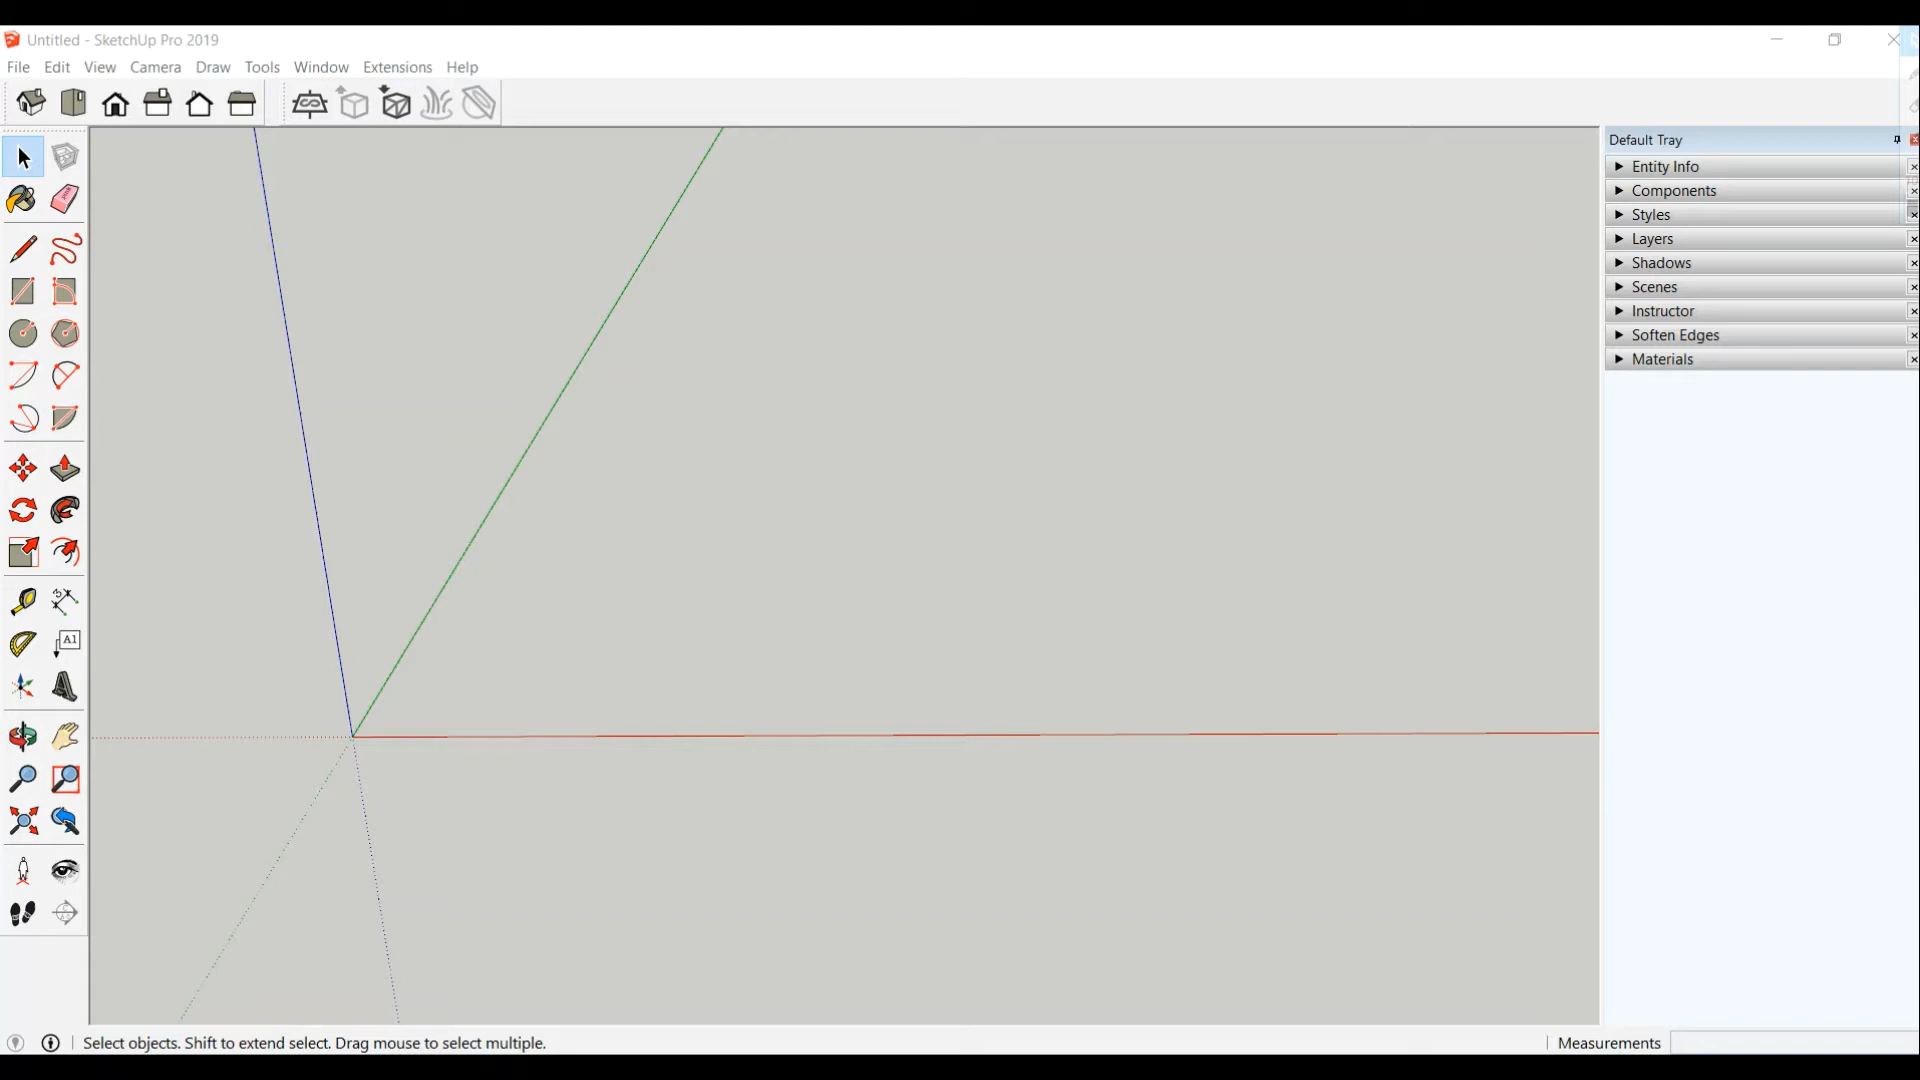 Untitled - SketchUp Pro 2019
File Edit View Camera Draw Tools Window Extensions Help
Default Tray
Entity Info
Components
Styles
Layers
Shadows
Scenes
Instructor
Soften Edges
Materials
A1
Select objects. Shift to extend select. Drag mouse to select multiple.
Measurements